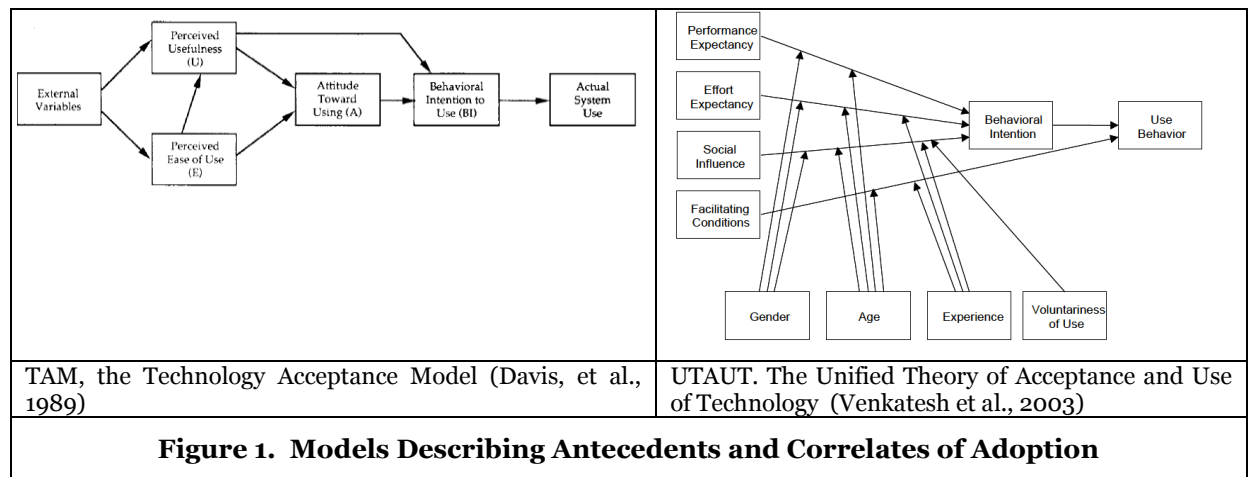 Perceived
Usefulness
(U)
External
Variables
Attitude
Toward
Using (A)
Behavioral
Intention to
Use (BI)
Actual
System
Use
Perceived
Ease of Use
(E)
Performance
Expectancy
Effort
Expectancy
Social
Influence
Facilitating
Conditions
Behavioral
Intention
Use
Behavior
Gender
Age
Experience
Voluntariness
of Use
TAM, the Technology Acceptance Model (Davis, et al.,
1989)
UTAUT. The Unified Theory of Acceptance and Use
of Technology (Venkatesh et al., 2003)
Figure 1. Models Describing Antecedents and Correlates of Adoption